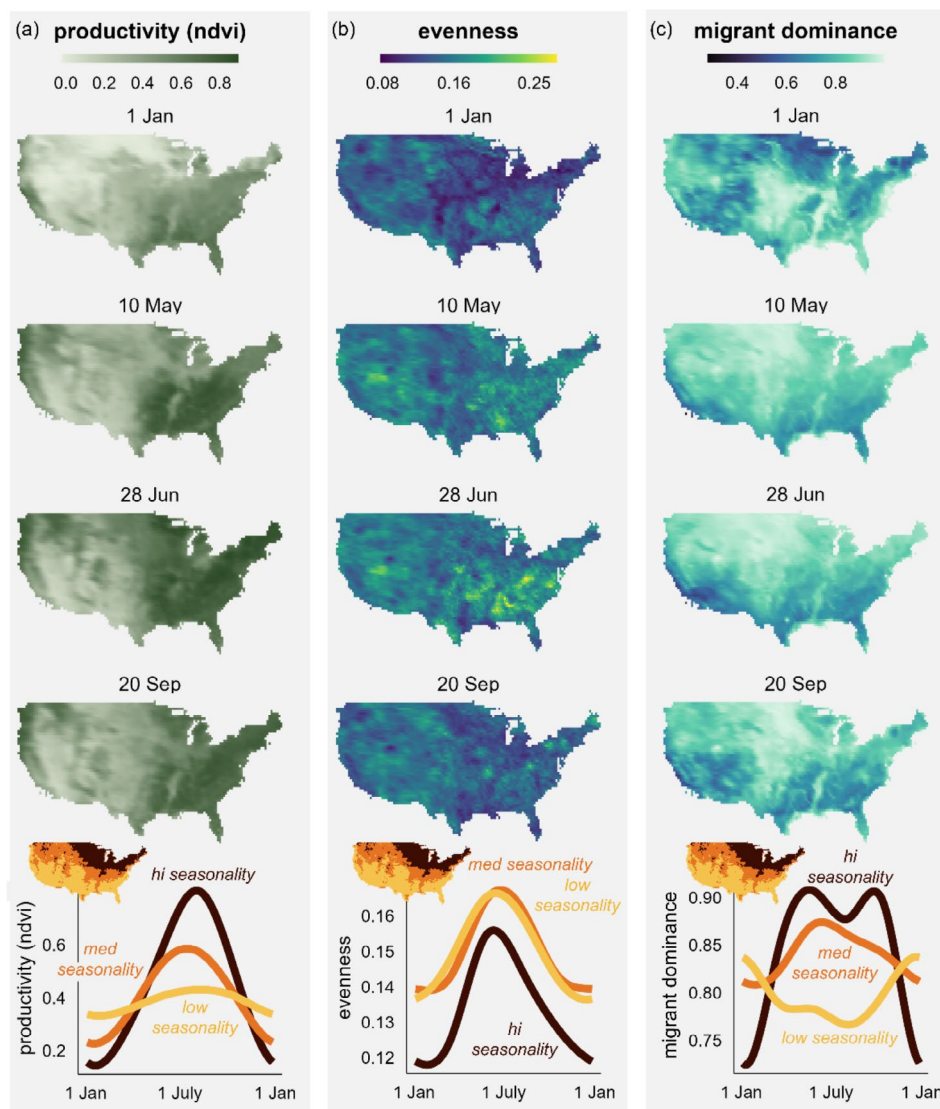 (a) productivity (ndvi)
0.0 0.2 0.4 0.6 0.8
1 Jan
10 May
28 Jun
20 Sep
hi seasonality
med
seasonality
low
seasonality
productivity (ndvi)
0.6
0.4
0.2
1 Jan 1 July 1 Jan
(b) evenness
0.08 0.16 0.25
1 Jan
10 May
28 Jun
20 Sep
med seasonality
low
seasonality
hi
seasonality
evenness
0.16
0.14
0.13
0.12
1 Jan 1 July 1 Jan
(c) migrant dominance
0.4 0.6 0.8
1 Jan
10 May
28 Jun
20 Sep
hi
seasonality
med
seasonality
low seasonality
migrant dominance
0.90
0.85
0.80
0.75
1 Jan 1 July 1 Jan